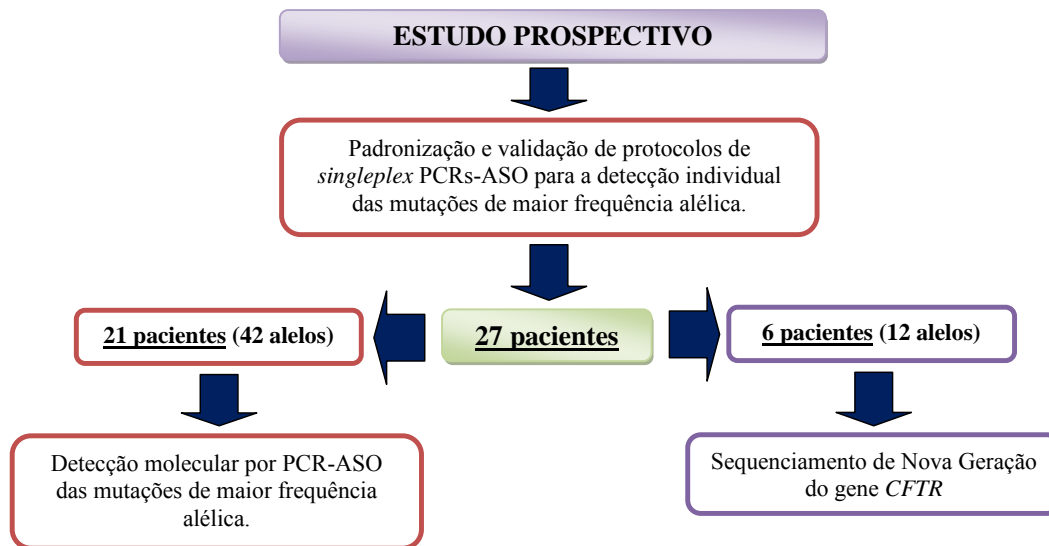 ESTUDO PROSPECTIVO
Padronização e validação de protocolos de
singleplex PCRs-ASO para a detecção individual
das mutações de maior frequência alélica.
21 pacientes (42 alelos)
27 pacientes
6 pacientes (12 alelos)
Detecção molecular por PCR-ASO
das mutações de maior frequência
alélica.
Sequenciamento de Nova Geração
do gene CFTR